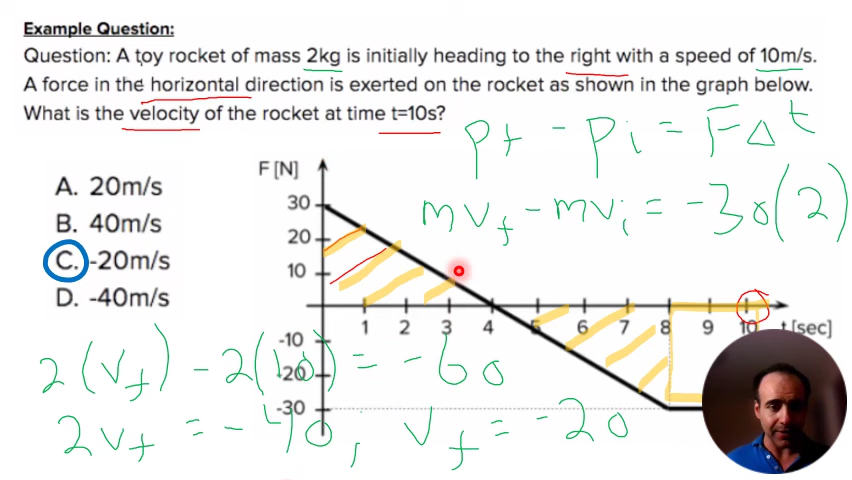 Example Question:
Question: A toy rocket of mass 2kg is initially heading to the right with a speed of 10m/s.
A force in the horizontal direction is exerted on the rocket as shown in the graph below.
What is the velocity of the rocket at time t=10s?
pf - pi = F∆t
mvf - mvi = -30(2)
A. 20m/s
B. 40m/s
C. -20m/s
D. -40m/s
F [N]
30
20
10
-10
-20
-30
1 2 3 4 5 6 7 8 9 10 t [sec]
2(vf) - 2(10) = -60
2vf = -40, vf = -20